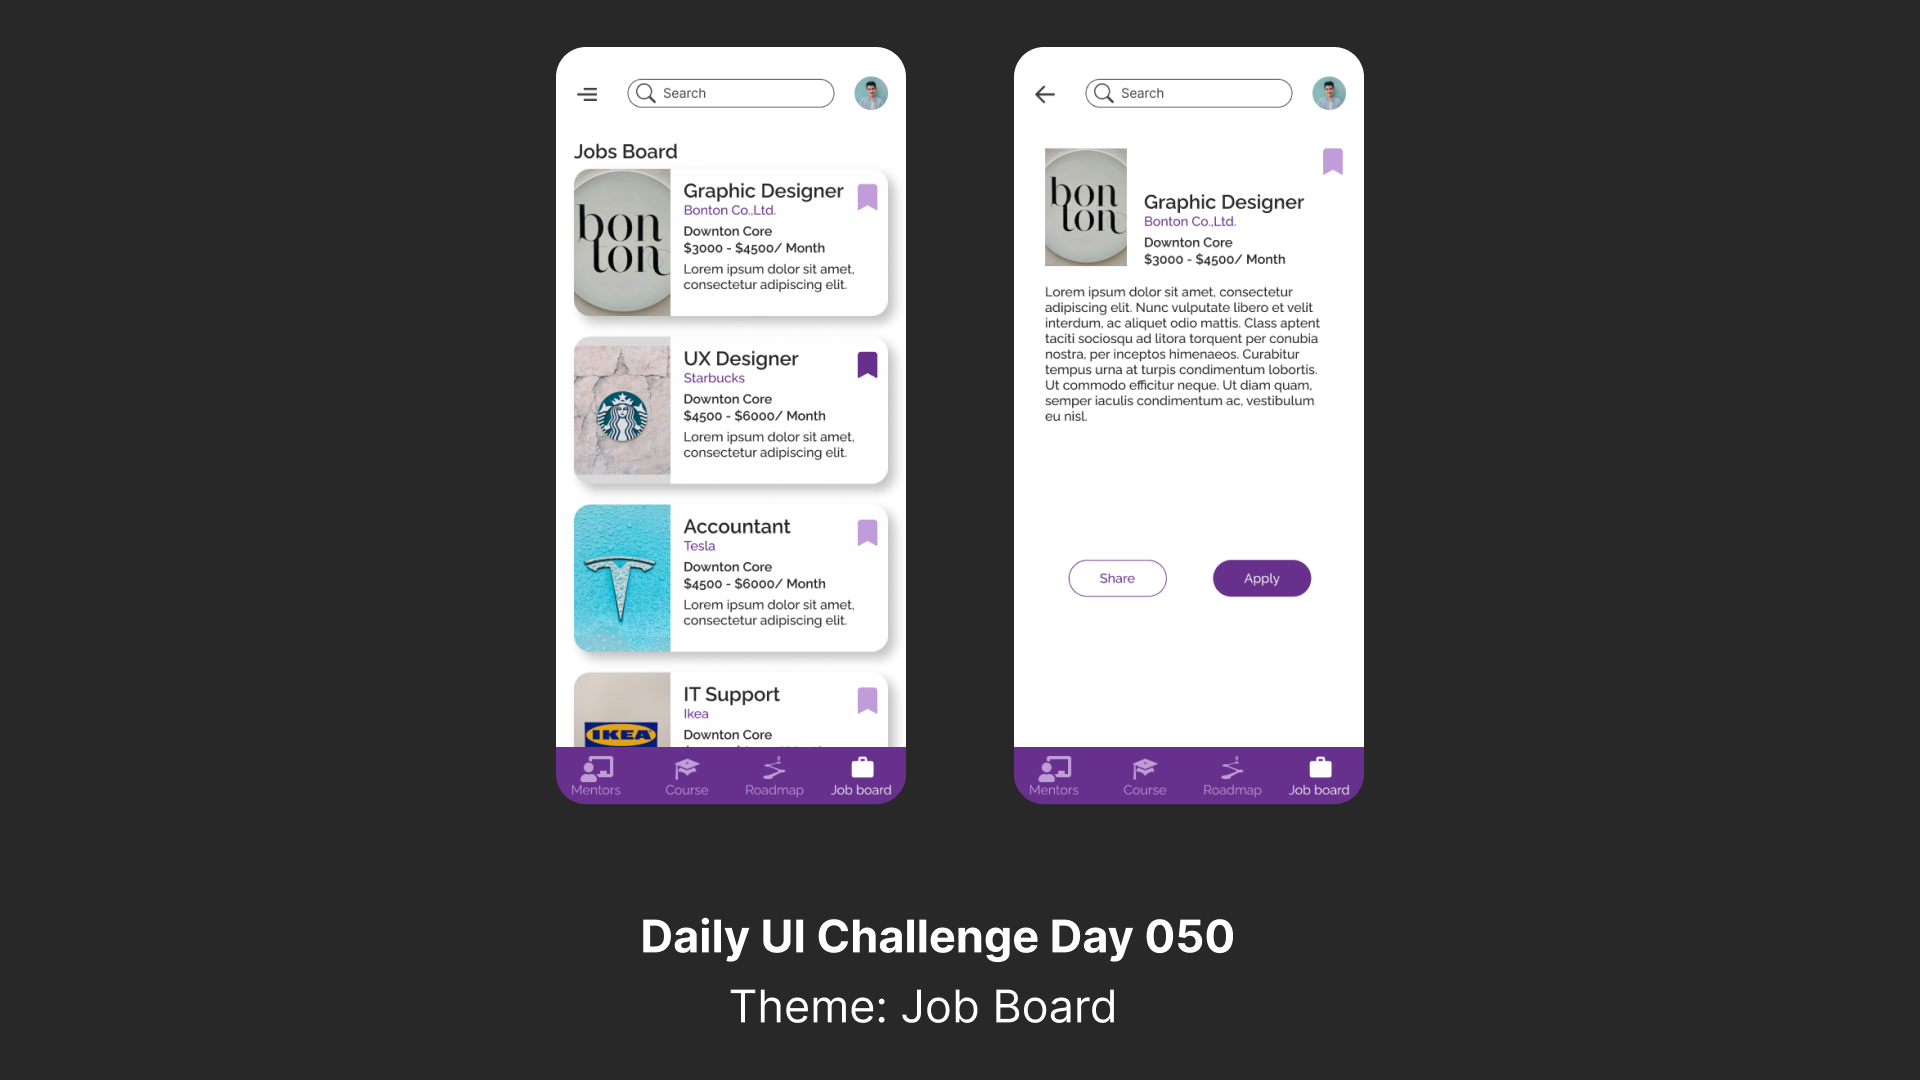 Search
Jobs Board
bon
ton
Graphic Designer
Bonton Co.,Ltd.
Downton Core
$3000 - $4500/ Month
Lorem ipsum dolor sit amet,
consectetur adipiscing elit.
UX Designer
Starbucks
Downton Core
$4500 - $6000/ Month
Lorem ipsum dolor sit amet,
consectetur adipiscing elit.
Accountant
Tesla
Downton Core
$4500 - $6000/ Month
Lorem ipsum dolor sit amet,
consectetur adipiscing elit.
IT Support
Ikea
IKEA
Downton Core
Mentors
Course
Roadmap
Job board
Search
bon
ton
Graphic Designer
Bonton Co.,Ltd.
Downton Core
$3000 - $4500/ Month
Lorem ipsum dolor sit amet, consectetur
adipiscing elit. Nunc vulputate libero et velit
interdum, ac aliquet odio mattis. Class aptent
taciti sociosqu ad litora torquent per conubia
nostra, per inceptos himenaeos. Curabitur
tempus urna at turpis condimentum lobortis.
Ut commodo efficitur neque. Ut diam quam,
semper iaculis condimentum ac, vestibulum
eu nisl.
Share
Apply
Mentors
Course
Roadmap
Job board
Daily UI Challenge Day 050
Theme: Job Board